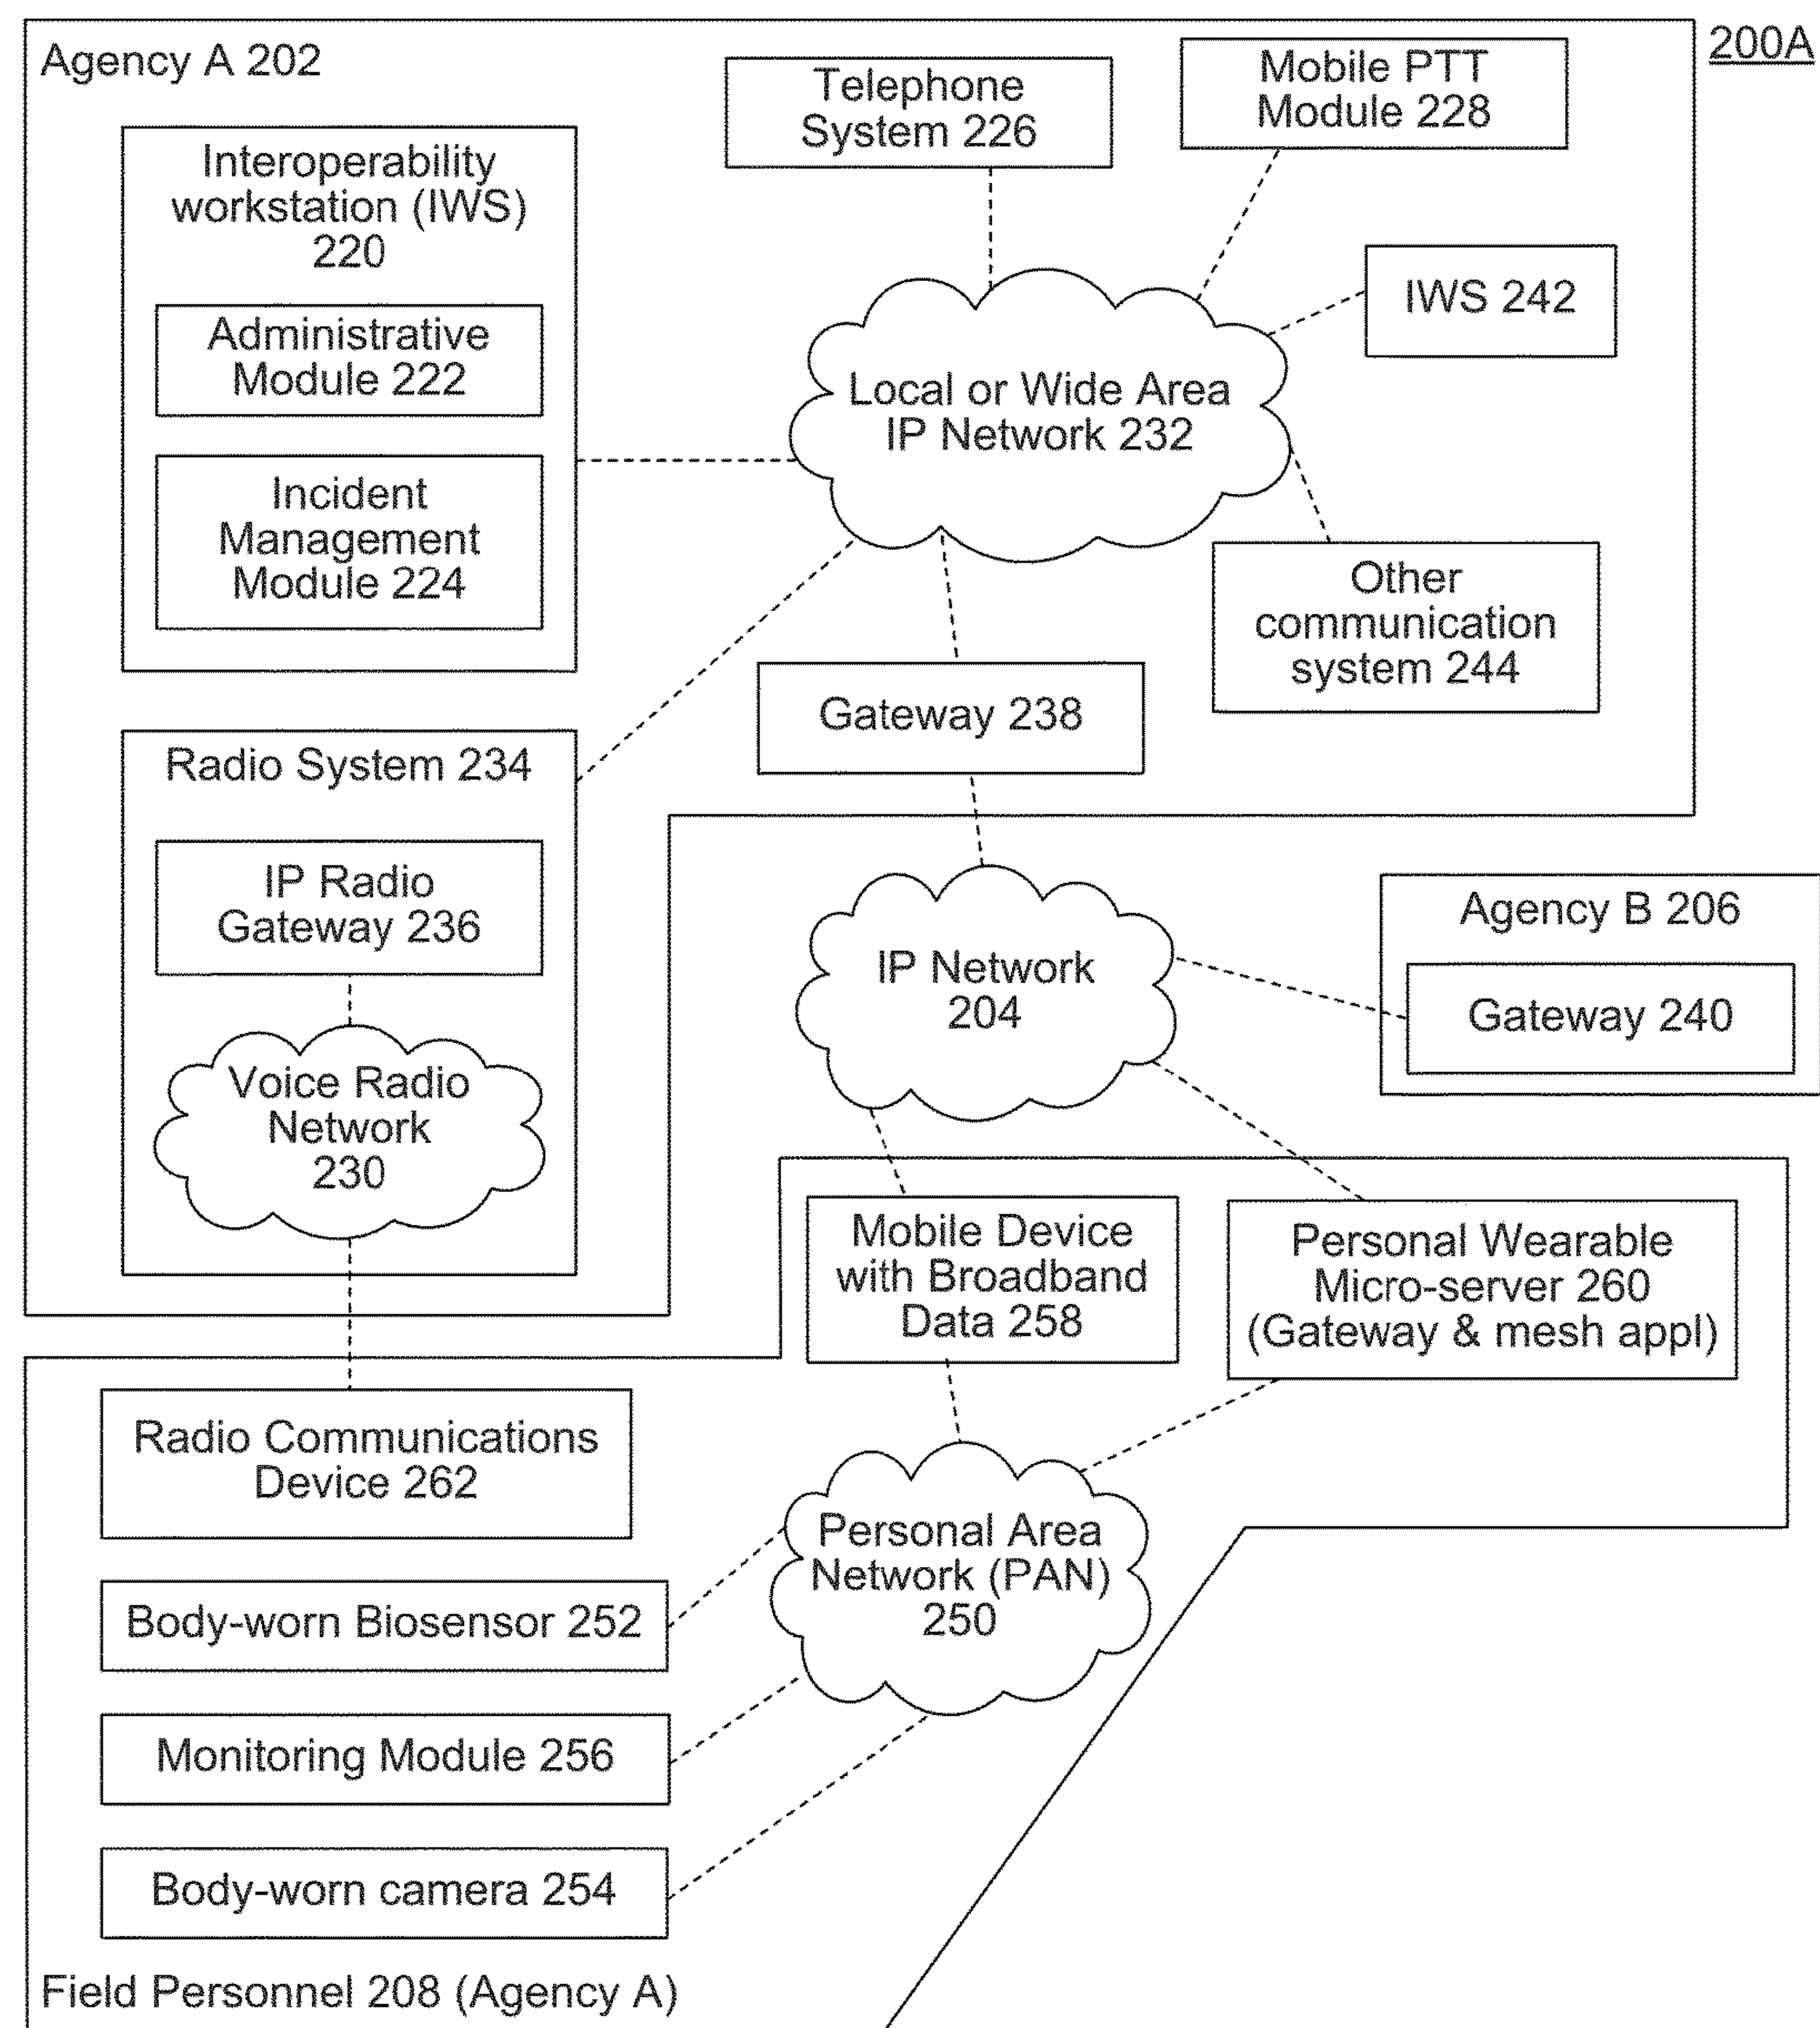 200A
Agency A 202
Telephone
System 226
Mobile PTT
Module 228
Interoperability
workstation (IWS)
220
Administrative
Module 222
Incident
Management
Module 224
IWS 242
Local or Wide Area
IP Network 232
Other
communication
system 244
Gateway 238
Radio System 234
IP Radio
Gateway 236
Voice Radio
Network
230
IP Network
204
Agency B 206
Gateway 240
Mobile Device
with Broadband
Data 258
Personal Wearable
Micro-server 260
(Gateway & mesh appl)
Radio Communications
Device 262
Personal Area
Network (PAN)
250
Body-worn Biosensor 252
Monitoring Module 256
Body-worn camera 254
Field Personnel 208 (Agency A)